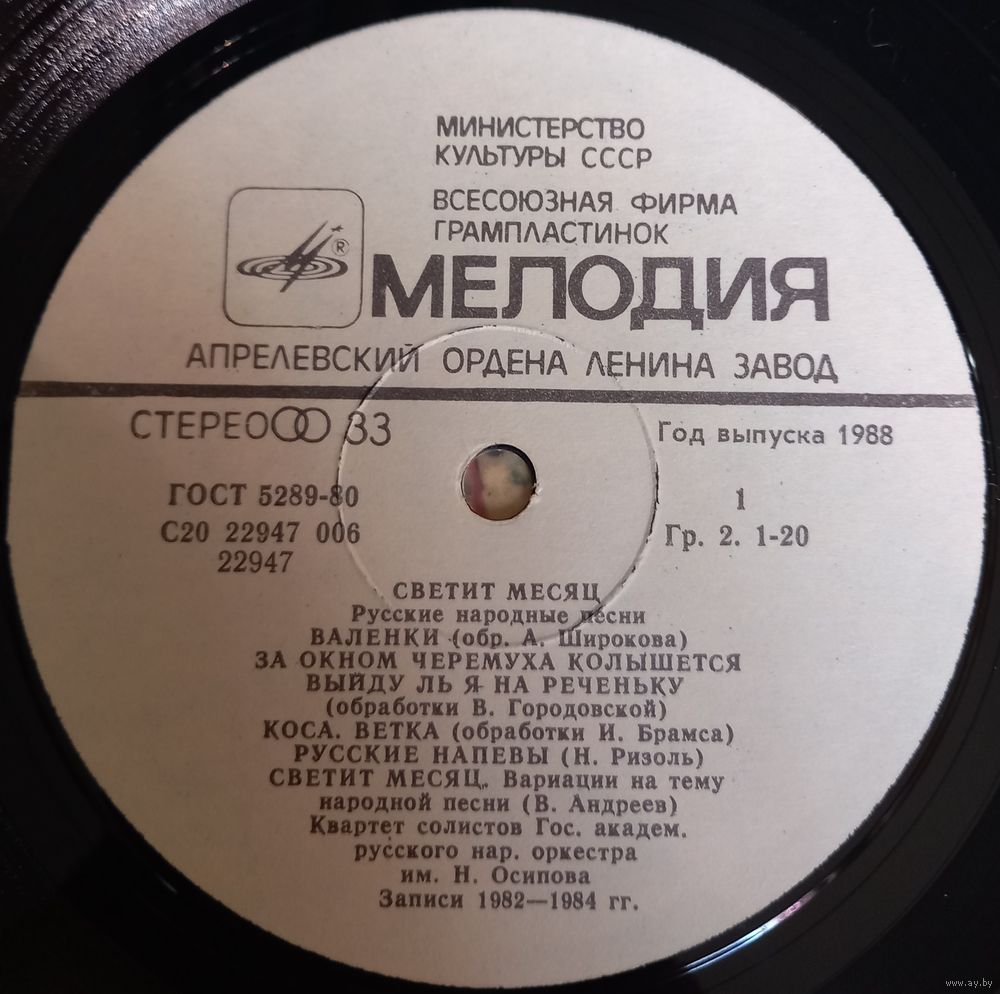 МИНИСТЕРСТВО
КУЛЬТУРЫ СССР
ВСЕСОЮЗНАЯ ФИРМА
ГРАМПЛАСТИНОК
®
МЕЛОДИЯ
АПРЕЛЕВСКИЙ ОРДЕНА ЛЕНИНА ЗАВОД
СТЕРЕО 33
Год выпуска 1988
ГОСТ 5289-80
1
С20 22947 006
Гр. 2. 1-20
22947
СВЕТИТ МЕСЯЦ
Русские народные песни
ВАЛЕНКИ (обр. А. Широкова)
ЗА ОКНОМ ЧЕРЕМУХА КОЛЫШЕТСЯ
ВЫЙДУ ЛЬ Я НА РЕЧЕНЬКУ
(обработки В. Городовской)
КОСА. ВЕТКА (обработки И. Брамса)
РУССКИЕ НАПЕВЫ (Н. Ризоль)
СВЕТИТ МЕСЯЦ. Вариации на тему
народной песни (В. Андреев)
Квартет солистов Гос. академ.
русского нар. оркестра
им. Н. Осипова
Записи 1982—1984 гг.
www.ay.by